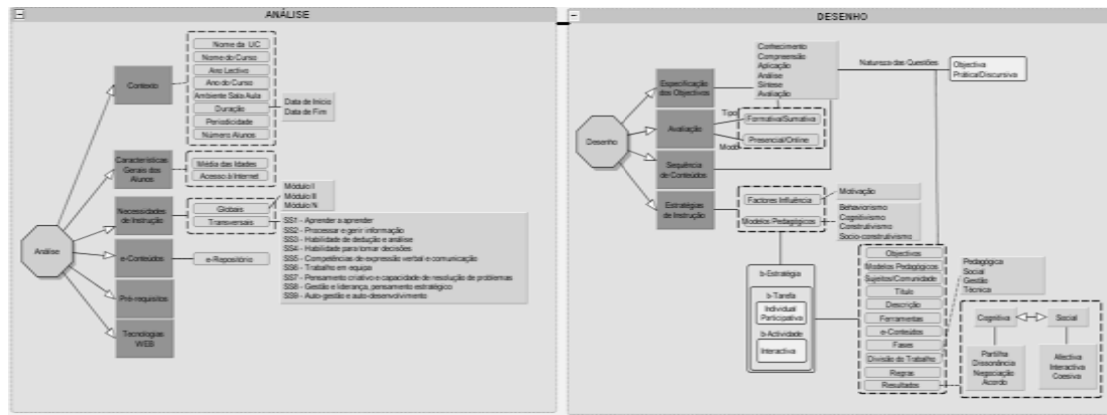 ANÁLISE
Análise
Contexto
Nome da UC
Nome do Curso
Ano Lectivo
Ano do Curso
Ambiente Sala Aula
Duração
Periodicidade
Número Alunos
Data de Início
Data de Fim
Características
Gerais dos
Alunos
Média das Idades
Acesso à Internet
Necessidades
de Instrução
Globais
Transversais
Módulo I
Módulo II
Módulo N
SS1 - Aprender a aprender
SS2 - Processar e gerir informação
SS3 - Habilidade de dedução e análise
SS4 - Habilidade para tomar decisões
SS5 - Competências de expressão verbal e comunicação
SS6 - Trabalho em equipa
SS7 - Pensamento criativo e capacidade de resolução de problemas
SS8 - Gestão e liderança, pensamento estratégico
SS9 - Auto-gestão e auto-desenvolvimento
e-Conteúdos
e-Repositório
Pré-requisitos
Tecnologias
WEB
DESENHO
Desenho
Especificação
dos Objectivos
Conhecimento
Compreensão
Aplicação
Análise
Síntese
Avaliação
Natureza das Questões
Objectiva
Prática/Discursiva
Avaliação
Tipo
Formativa/Sumativa
Modo
Presencial/Online
Sequência
de Conteúdos
Estratégias
de Instrução
Factores Influência
Modelos Pedagógicos
Motivação
Behaviorismo
Cognitivismo
Construtivismo
Socio-construtivismo
b-Estratégia
b-Tarefa
Individual
Participativa
b-Actividade
Interactiva
Objectivos
Modelos Pedagógicos
Sujeitos/Comunidade
Título
Descrição
Ferramentas
e-Conteúdos
Fases
Divisão do Trabalho
Regras
Resultados
Pedagógica
Social
Gestão
Técnica
Cognitiva
Social
Partilha
Dissonância
Negociação
Acordo
Afectiva
Interactiva
Coesiva